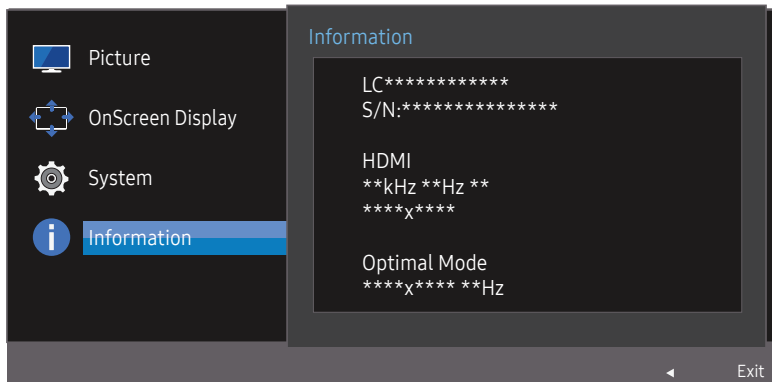 Picture
OnScreen Display
System
Information
Information
LC************
S/N:***************
HDMI
**kHz **Hz **
****x****
Optimal Mode
****x**** **Hz
Exit